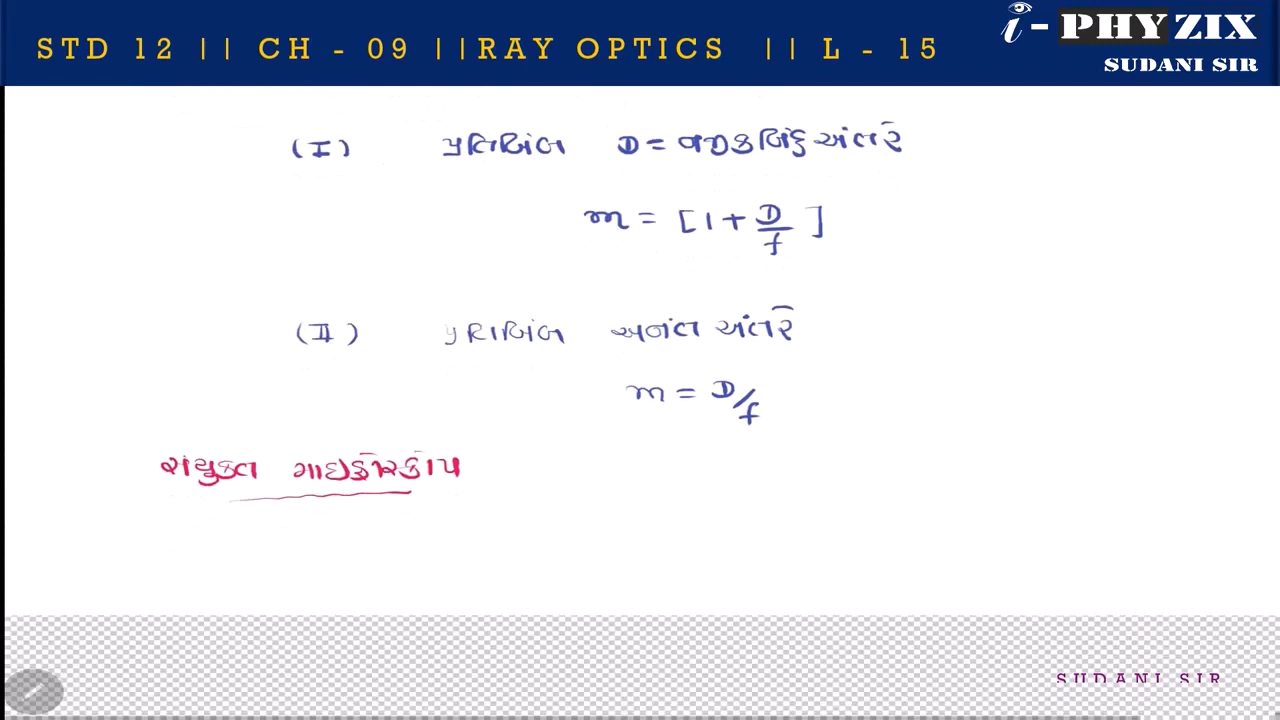 STD 12 || CH - 09 ||RAY OPTICS || L - 15
i-PHYZIX
SUDANI SIR
(I) પ્રતિબિંબ D = નજીકબિંદુઅંતરે
m = [1 + D/f ]
(II) અનંત અંતરે
m = D/f
સંયુક્ત માઇક્રોસ્કોપ
SUDANI SIR